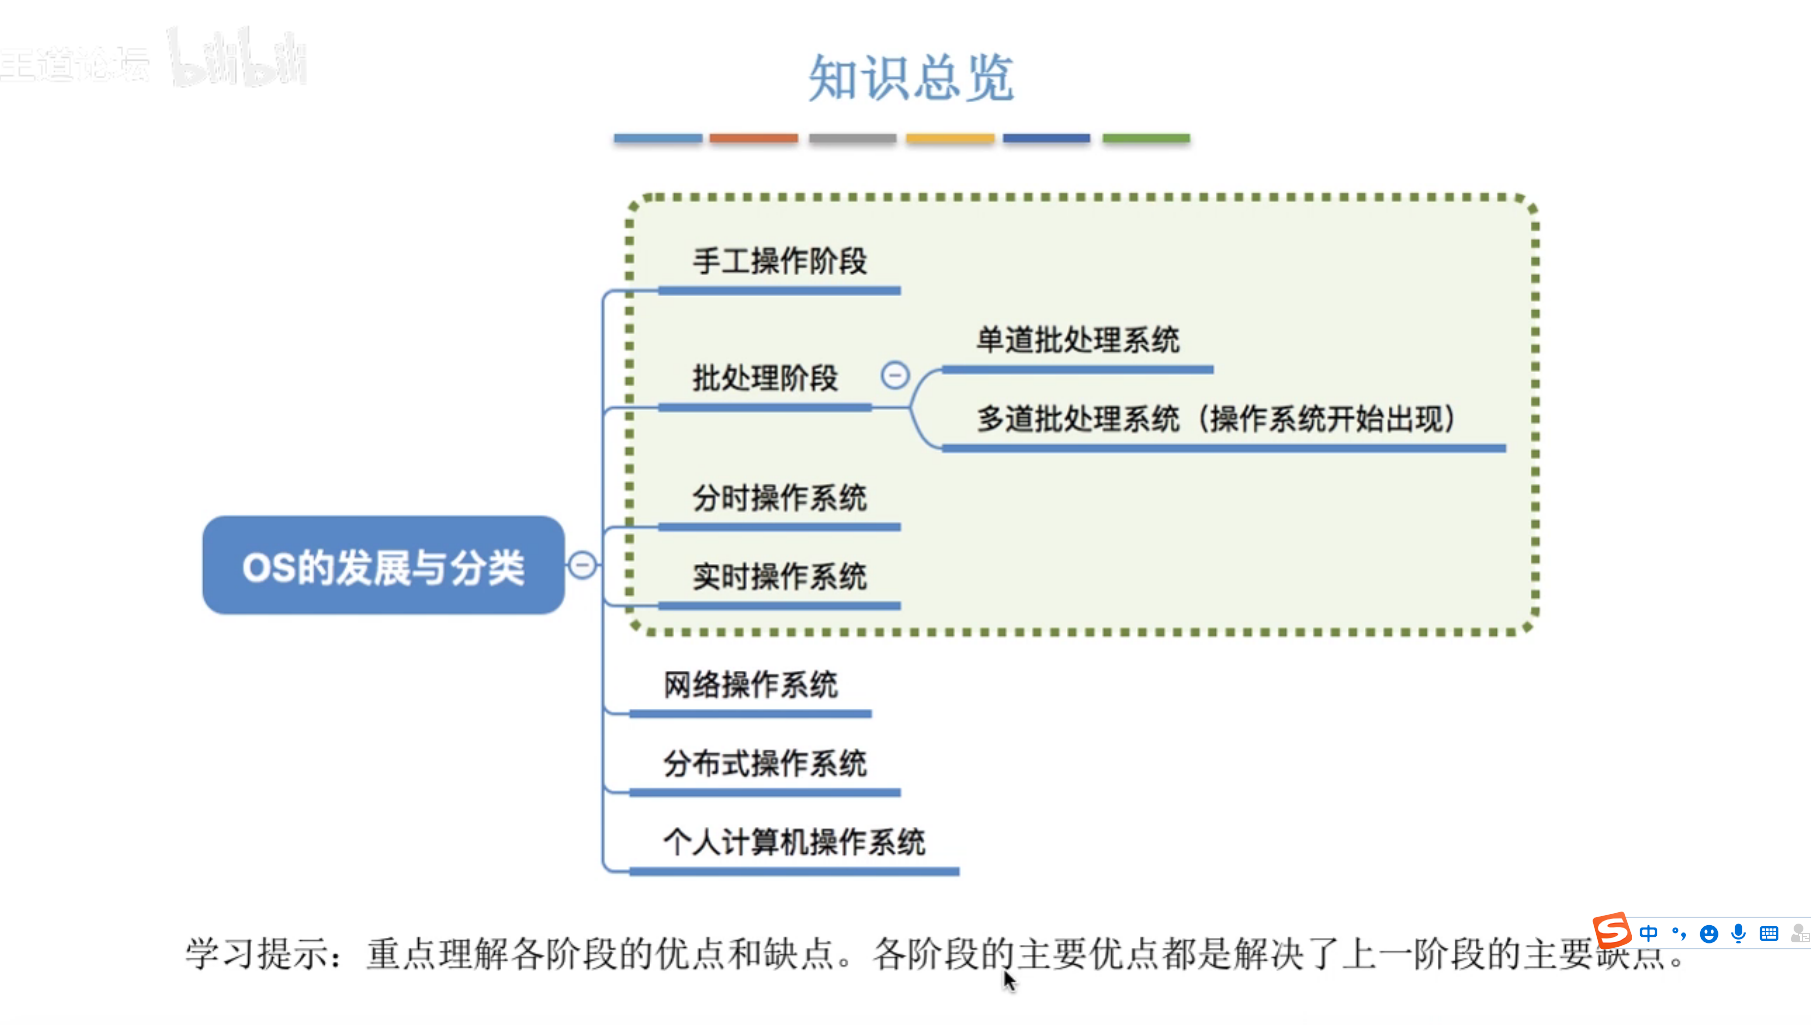 王道论坛 bilibili
知识总览
手工操作阶段
单道批处理系统
批处理阶段
多道批处理系统（操作系统开始出现）
分时操作系统
OS的发展与分类
实时操作系统
网络操作系统
分布式操作系统
个人计算机操作系统
中
学习提示：重点理解各阶段的优点和缺点。各阶段的主要优点都是解决了上一阶段的主要缺点。